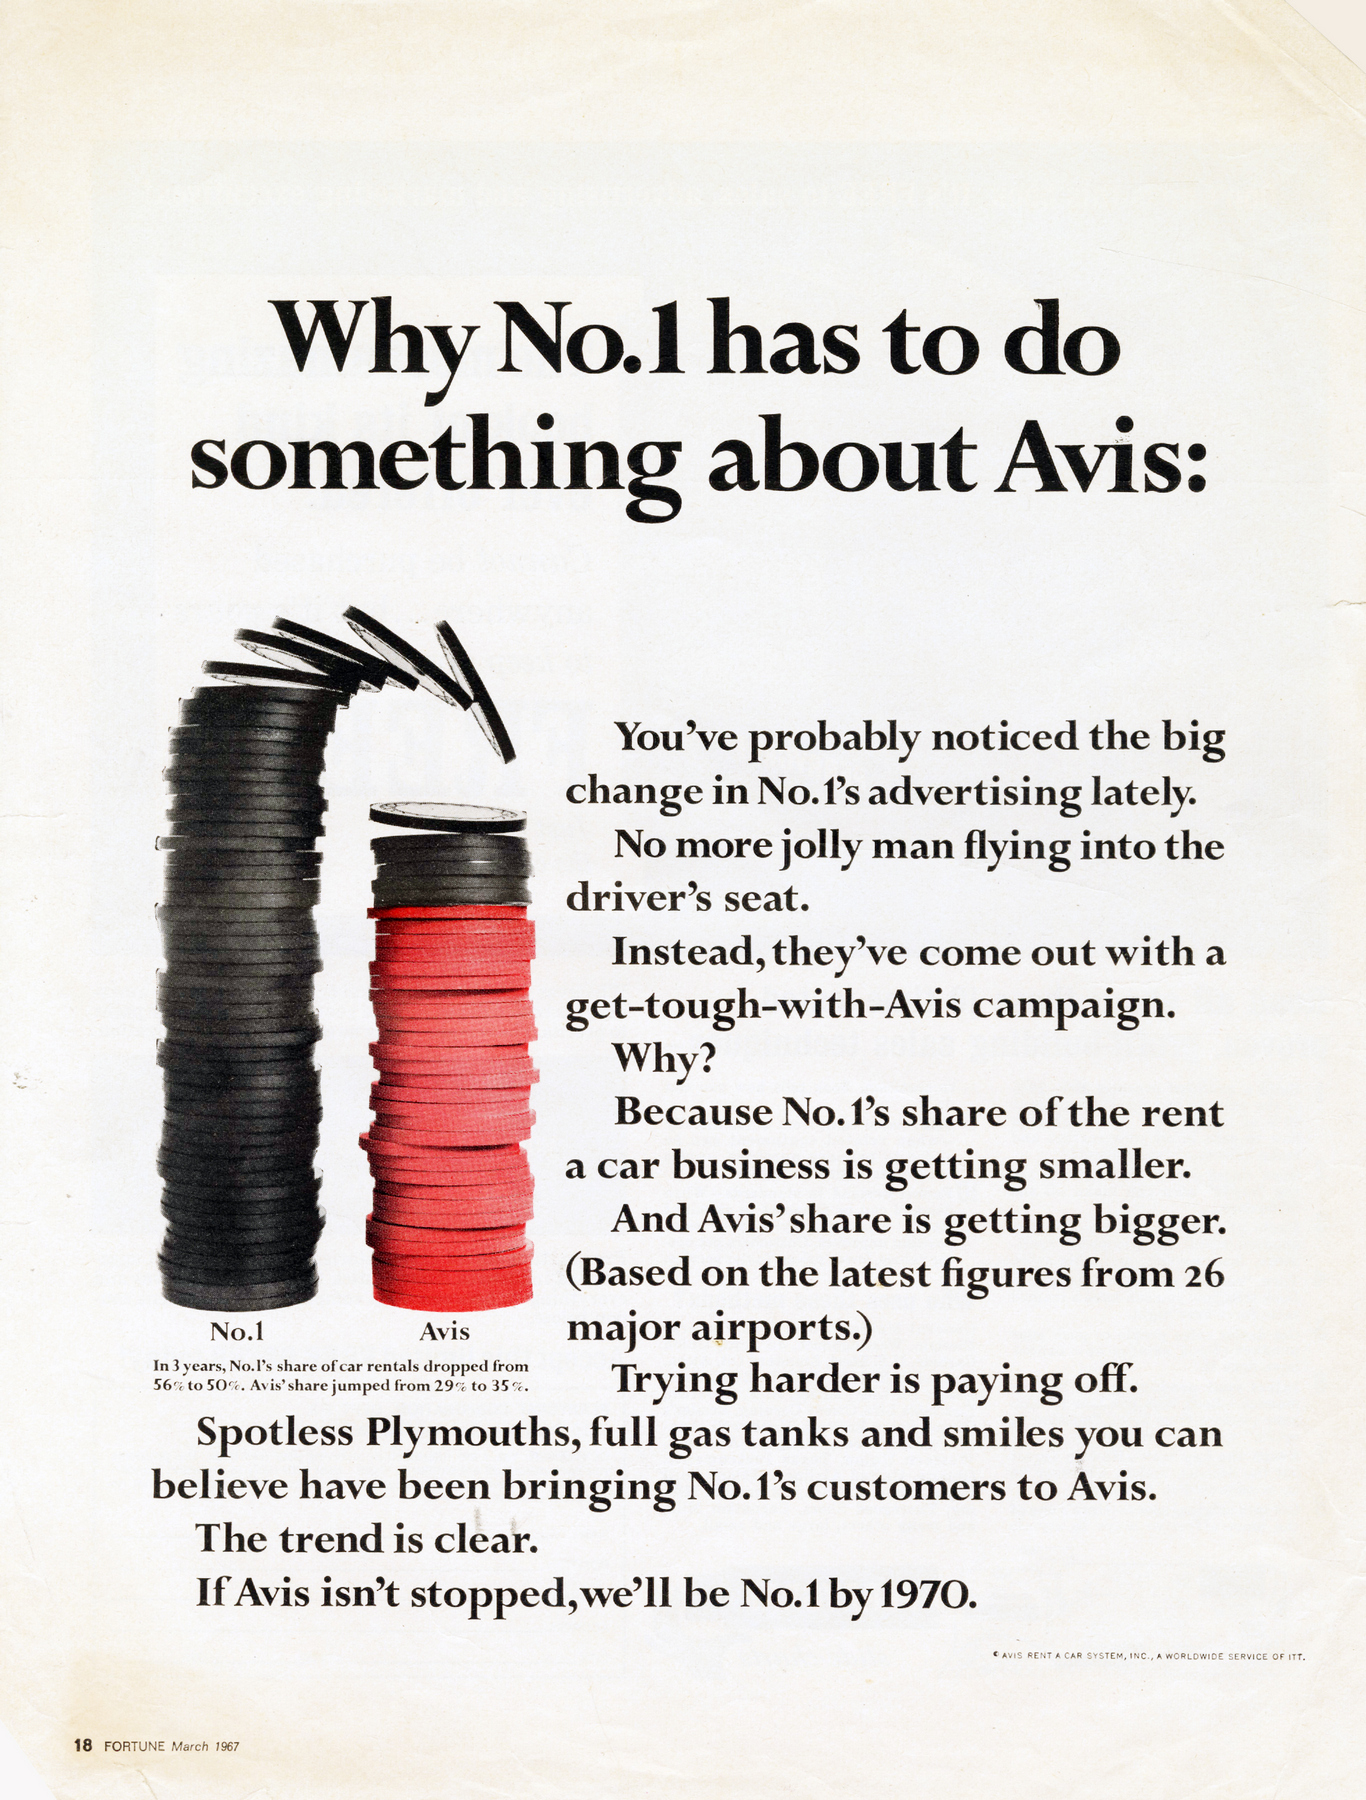 Why No.1 has to do
something about Avis:
You've probably noticed the big
change in No.1's advertising lately.
No more jolly man flying into the
driver's seat.
Instead, they've come out with a
get-tough-with-Avis campaign.
Why?
Because No.1's share of the rent
a car business is getting smaller.
And Avis' share is getting bigger.
(Based on the latest figures from 26
major airports.)
Trying harder is paying off.
No.1
Avis
In 3 years, No.1's share of car rentals dropped from
56% to 50%. Avis' share jumped from 29% to 35%.
Spotless Plymouths, full gas tanks and smiles you can
believe have been bringing No.1's customers to Avis.
The trend is clear.
If Avis isn't stopped, we'll be No.1 by 1970.
© AVIS RENT A CAR SYSTEM, INC., A WORLDWIDE SERVICE OF ITT.
18 FORTUNE March 1967